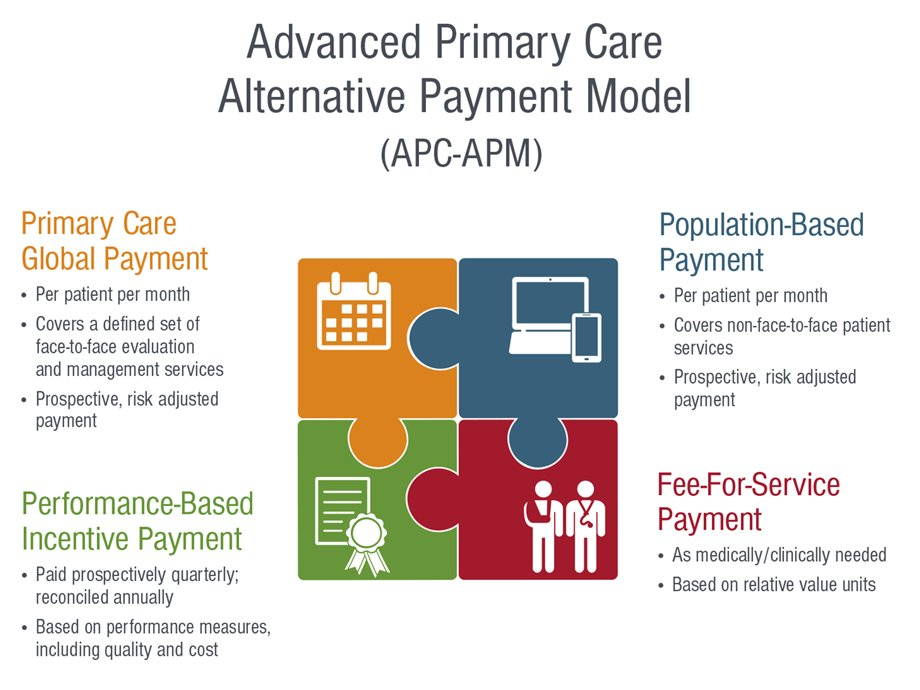 Advanced Primary Care
Alternative Payment Model
(APC-APM)
Primary Care
Global Payment
• Per patient per month
• Covers a defined set of
face-to-face evaluation
and management services
• Prospective, risk adjusted
payment
Population-Based
Payment
• Per patient per month
• Covers non-face-to-face patient
services
• Prospective, risk adjusted
payment
Performance-Based
Incentive Payment
• Paid prospectively quarterly;
reconciled annually
• Based on performance measures,
including quality and cost
Fee-For-Service
Payment
• As medically/clinically needed
• Based on relative value units